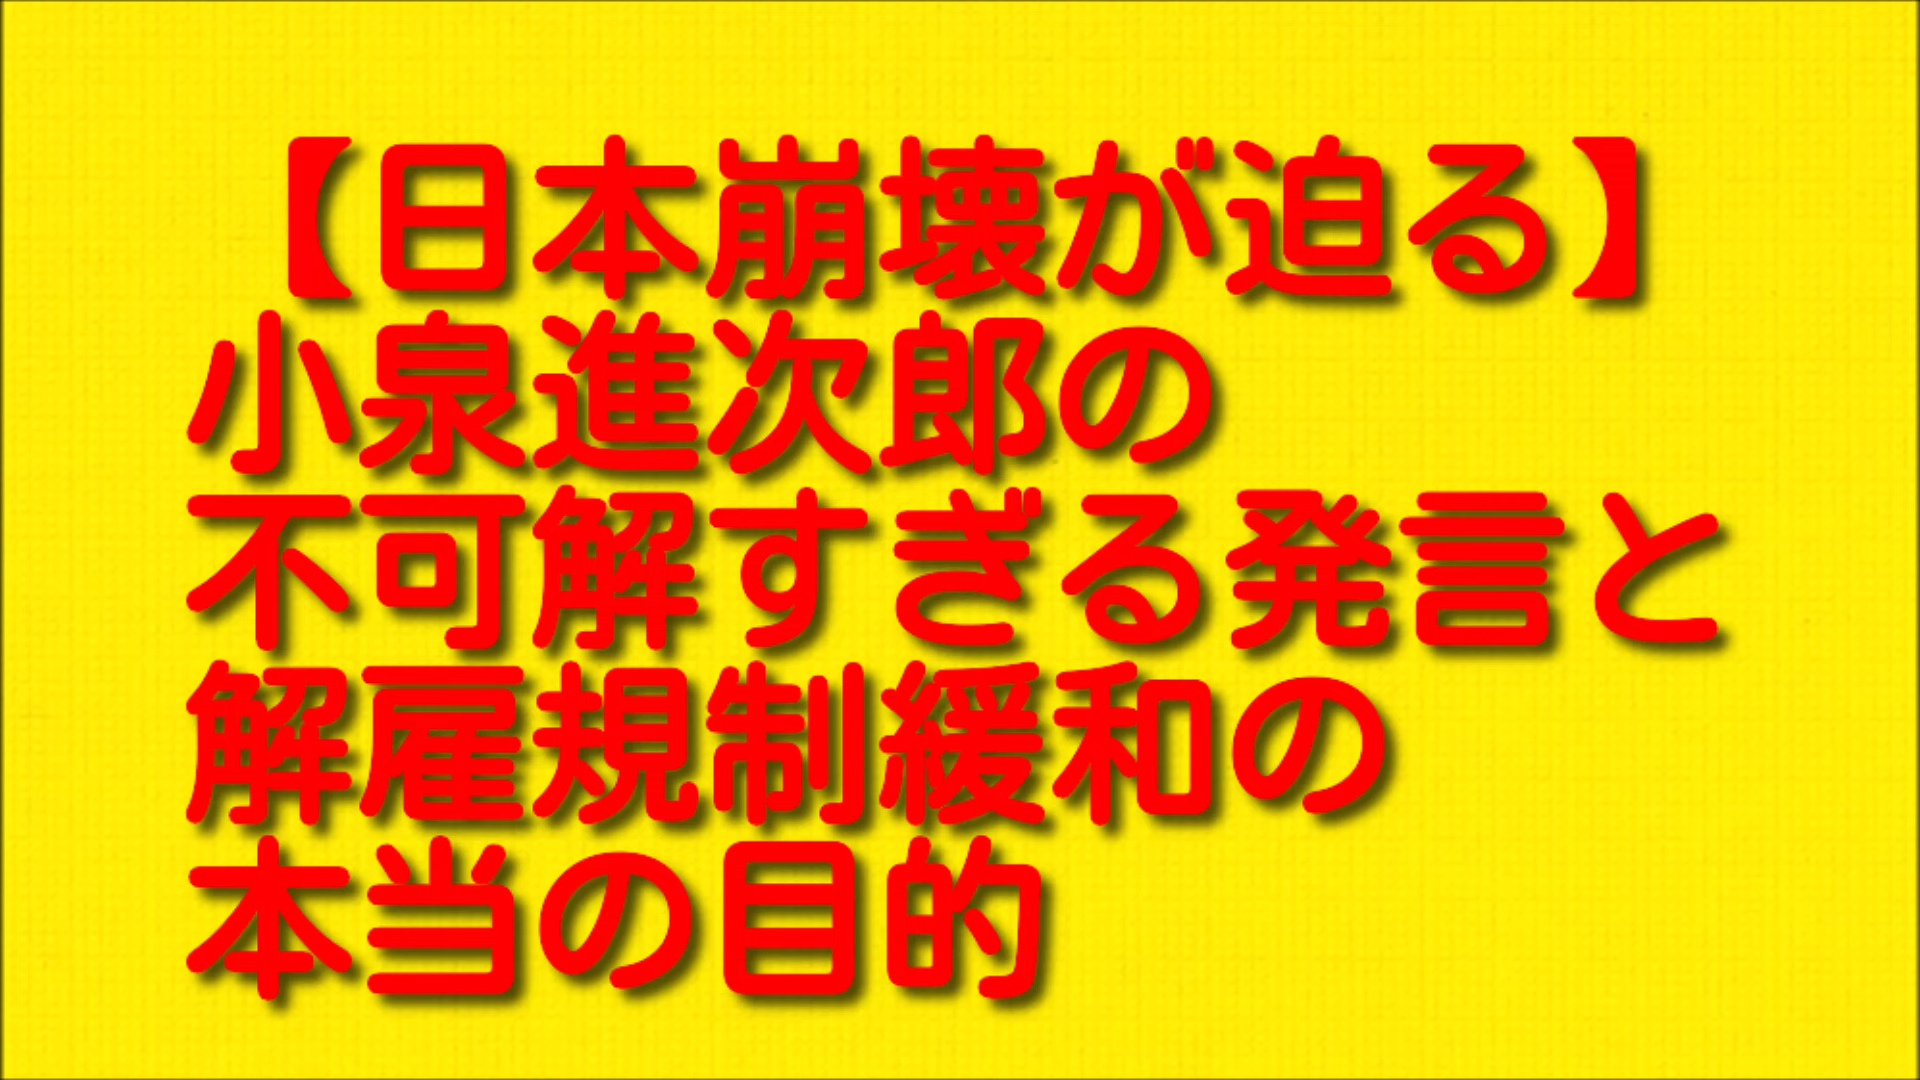 【日本崩壊が迫る】
小泉進次郎の
不可解すぎる発言と
解雇規制緩和の
本当の目的